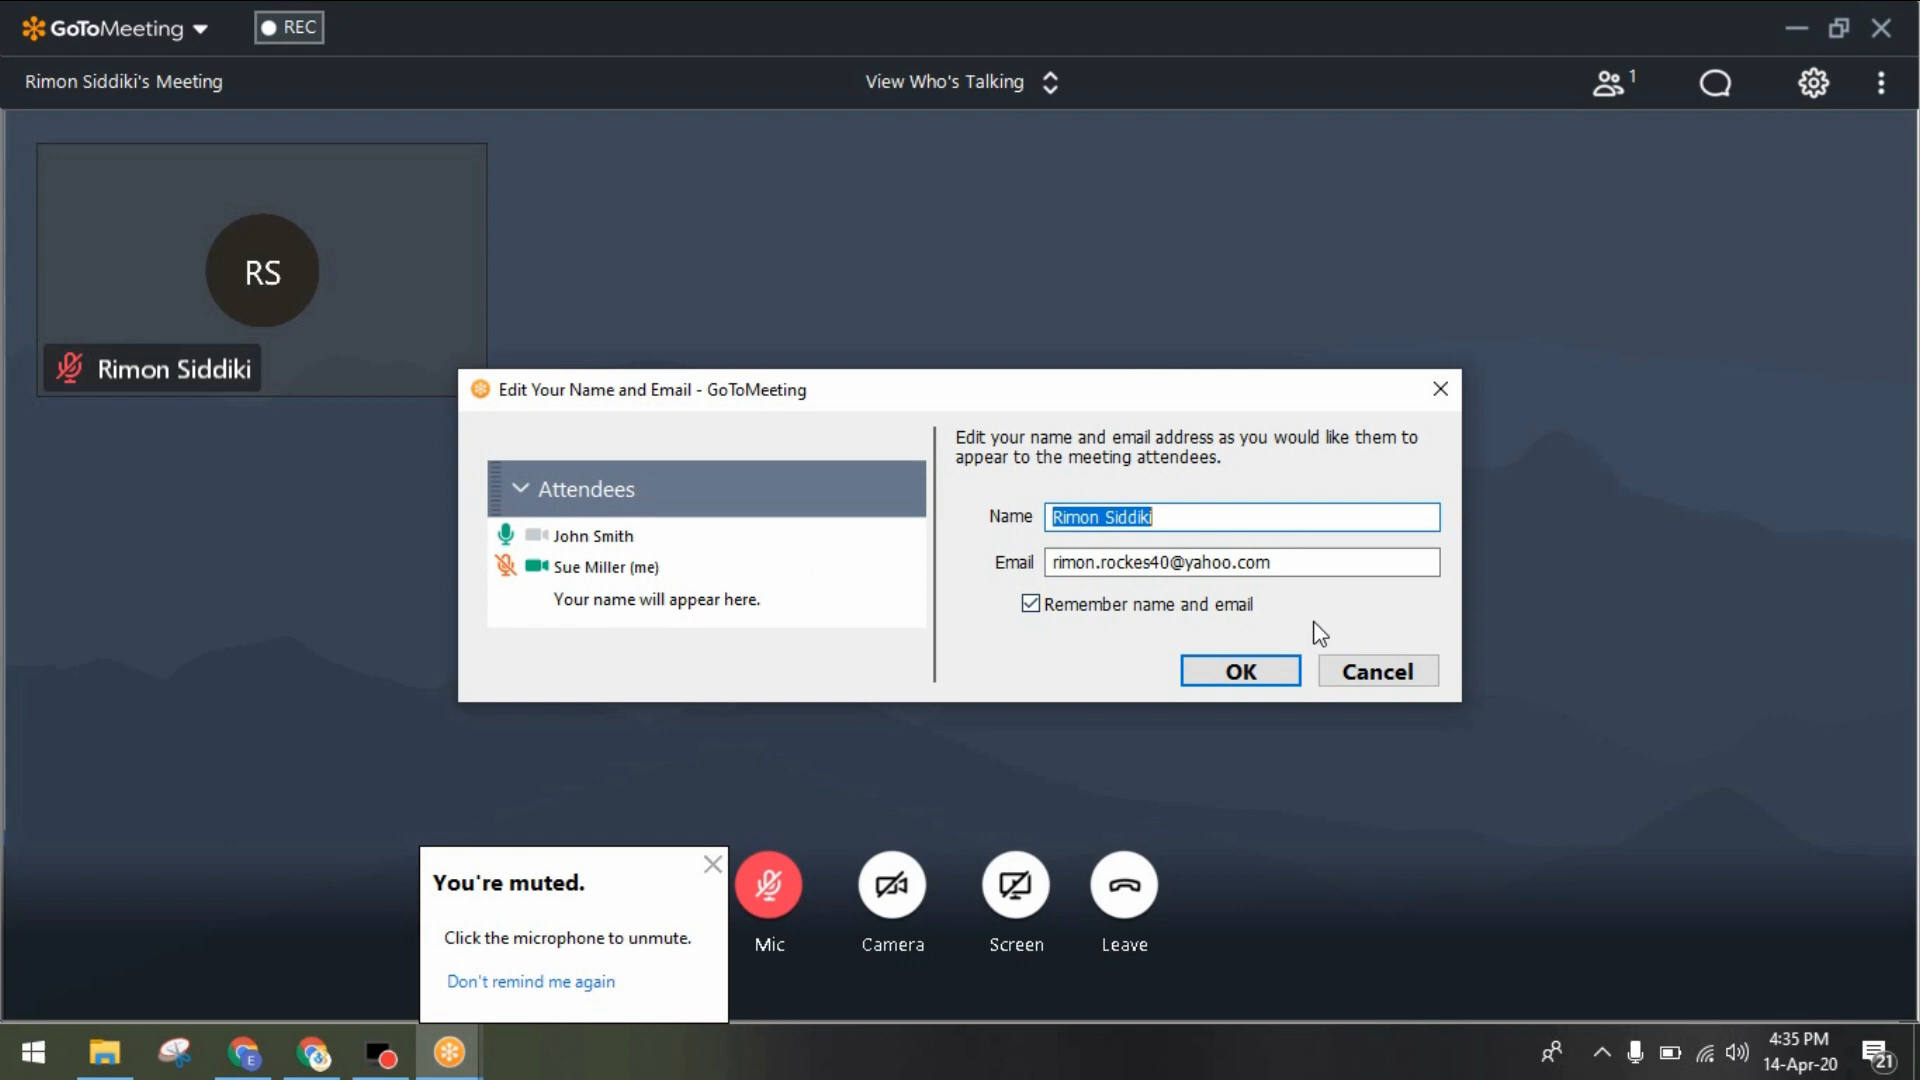 GoToMeeting
REC
Rimon Siddiki's Meeting
View Who's Talking
1
RS
Rimon Siddiki
Edit Your Name and Email - GoToMeeting
Attendees
John Smith
Sue Miller (me)
Your name will appear here.
Edit your name and email address as you would like them to
appear to the meeting attendees.
Name Rimon Siddiki
Email rimon.rockes40@yahoo.com
Remember name and email
OK Cancel
You're muted.
Click the microphone to unmute.
Don't remind me again
Mic Camera Screen Leave
E
4:35 PM
14-Apr-20
21